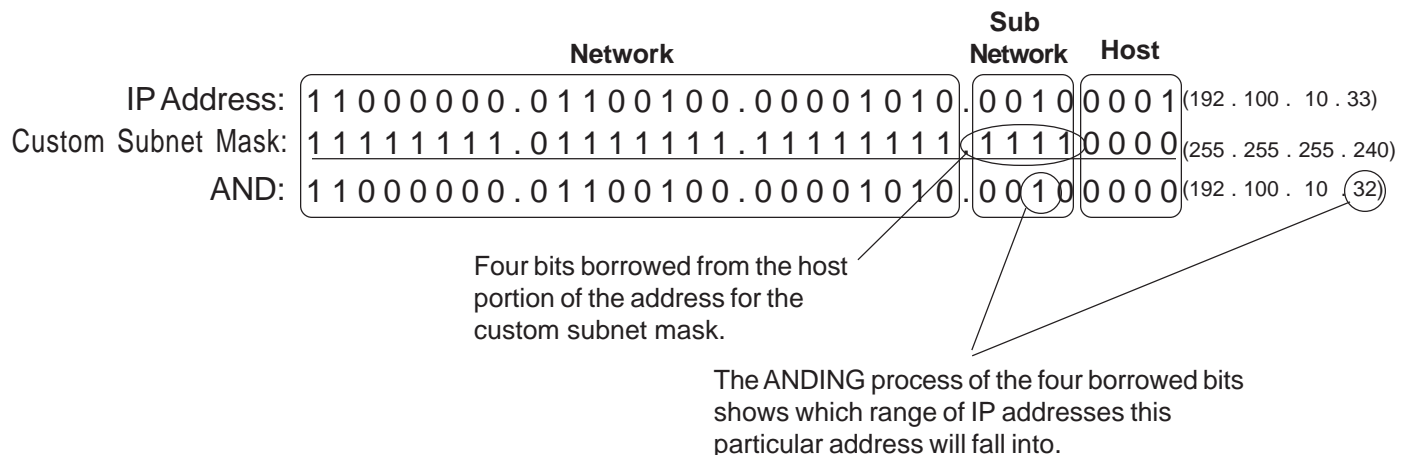 Sub
Network Network Host
IP Address: 11000000.01100100.00001010.00100001 (192 . 100 . 10 . 33)
Custom Subnet Mask: 11111111.01111111.11111111.11110000 (255 . 255 . 255 . 240)
AND: 11000000.01100100.00001010.00100000 (192 . 100 . 10 . 32)
Four bits borrowed from the host
portion of the address for the
custom subnet mask.
The ANDING process of the four borrowed bits
shows which range of IP addresses this
particular address will fall into.